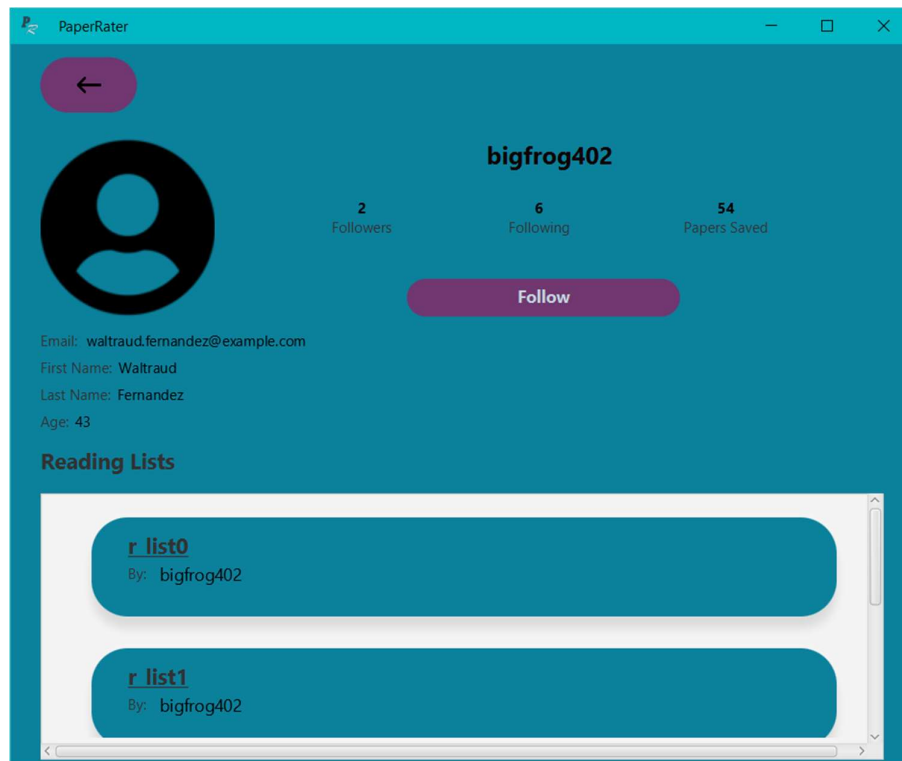 PaperRater
bigfrog402
2 6 54
Followers Following Papers Saved
Follow
Email: waltraud.fernandez@example.com
First Name: Waltraud
Last Name: Fernandez
Age: 43
Reading Lists
r_list0
By: bigfrog402
r_list1
By: bigfrog402